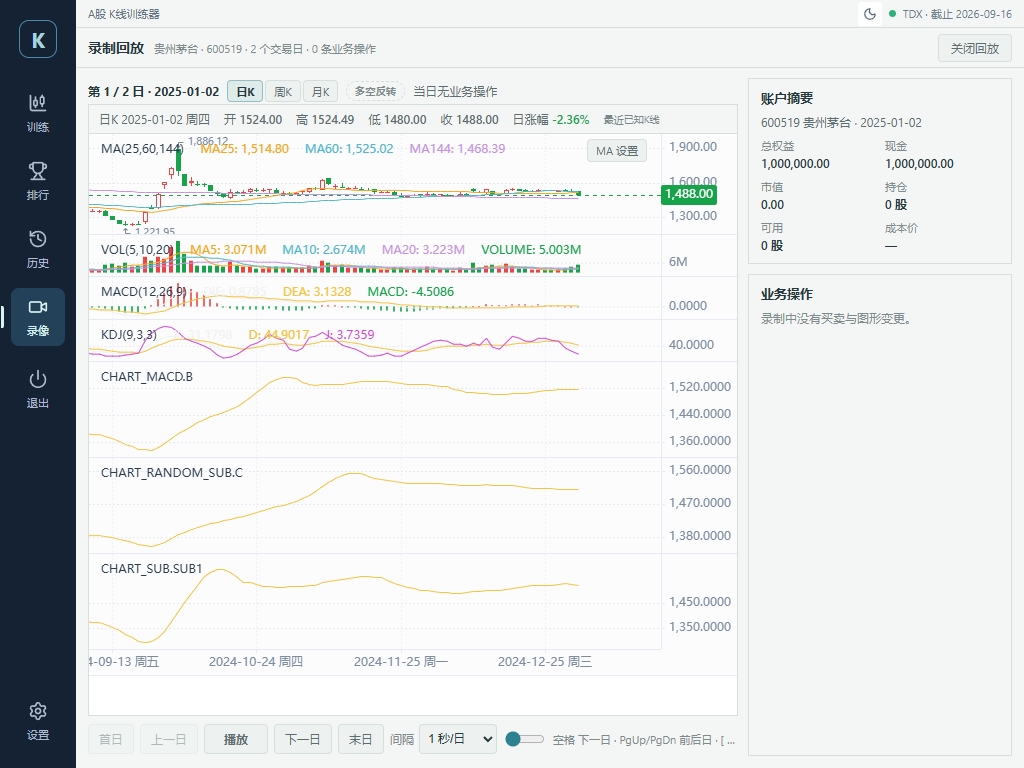 A股 K线训练器
TDX · 截止 2026-09-16
K
训练
排行
历史
录像
退出
设置
录制回放 贵州茅台 · 600519 · 2 个交易日 · 0 条业务操作
关闭回放
第 1 / 2 日 · 2025-01-02 日K 周K 月K 多空反转 当日无业务操作
日K 2025-01-02 周四 开 1524.00 高 1524.49 低 1480.00 收 1488.00 日涨幅 -2.36% 最近已知K线
MA(25,60,144) MA25: 1,514.80 MA60: 1,525.02 MA144: 1,468.39
MA 设置
1,886.12
1,221.95
1,900.00
1,600.00
1,488.00
1,300.00
VOL(5,10,20) MA5: 3.071M MA10: 2.674M MA20: 3.223M VOLUME: 5.003M
6M
MACD(12,26,9) DEA: 3.1328 MACD: -4.5086
0.0000
KDJ(9,3,3) D: 44.9017 J: 3.7359
40.0000
CHART_MACD.B
1,520.0000
1,440.0000
1,360.0000
CHART_RANDOM_SUB.C
1,560.0000
1,470.0000
1,380.0000
CHART_SUB.SUB1
1,450.0000
1,350.0000
4-09-13 周五 2024-10-24 周四 2024-11-25 周一 2024-12-25 周三
首日 上一日 播放 下一日 末日 间隔 1 秒/日 空格 下一日 · PgUp/PgDn 前后日 · [ ...
账户摘要
600519 贵州茅台 · 2025-01-02
总权益 现金
1,000,000.00 1,000,000.00
市值 持仓
0.00 0 股
可用 成本价
0 股 —
业务操作
录制中没有买卖与图形变更。